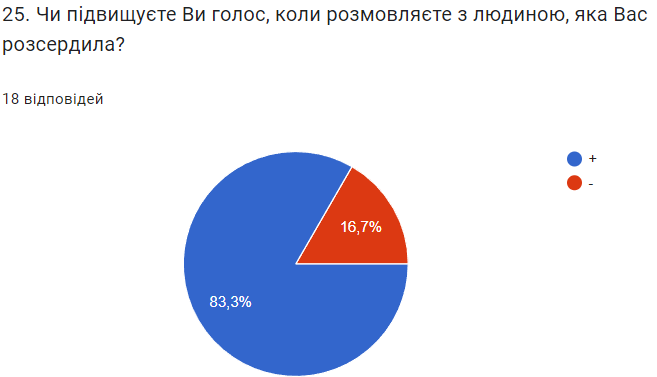 25. Чи підвищуєте Ви голос, коли розмовляєте з людиною, яка Вас
розсердила?
18 відповідей
+
-
16,7%
83,3%